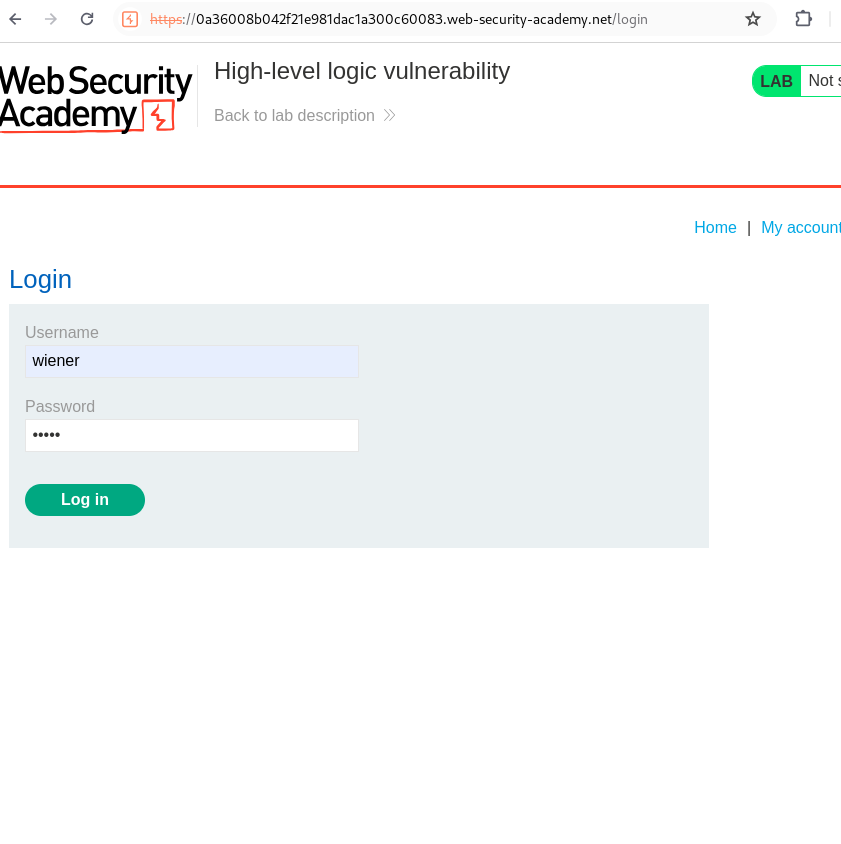 https://0a36008b042f21e981dac1a300c60083.web-security-academy.net/login
Web Security
Academy
High-level logic vulnerability
Back to lab description
LAB Not s
Home | My account
Login
Username
wiener
Password
•••••
Log in